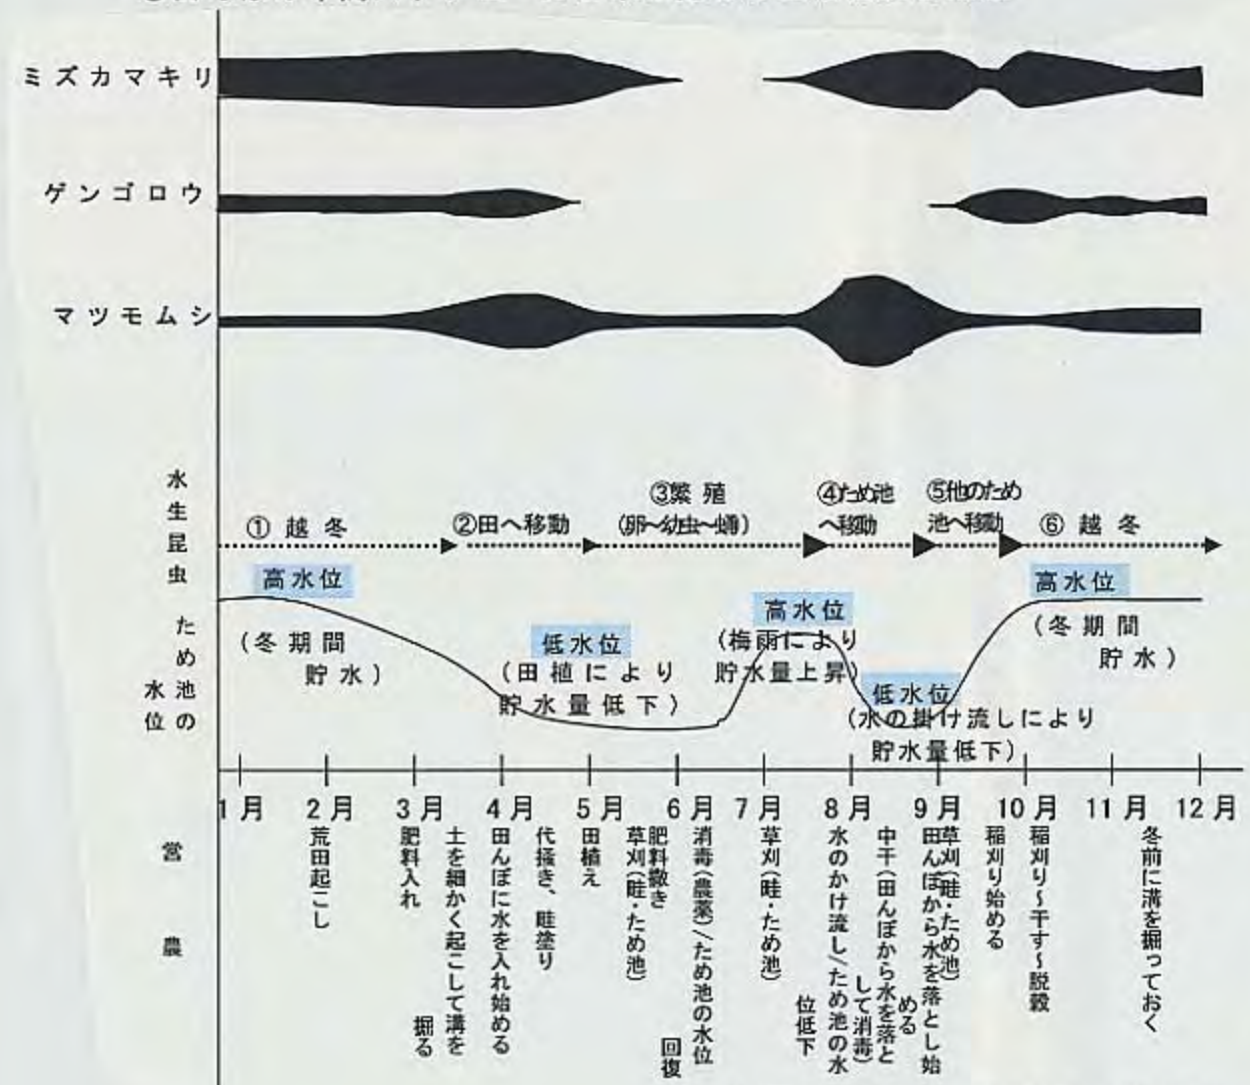 ミズカマキリ
ゲンゴロウ
マツモムシ
水生昆虫
①越冬
②田へ移動
③繁殖
(卵〜幼虫〜蛹)
④ため池
へ移動
⑤他のため
池へ移動
⑥越冬
ため池の
水位
高水位
(冬期間
貯水)
低水位
(田植により
貯水量低下)
高水位
(梅雨により
貯水量上昇)
低水位
(水の掛け流しにより
貯水量低下)
高水位
(冬期間
貯水)
1月 2月 3月 4月 5月 6月 7月 8月 9月 10月 11月 12月
営農
荒田起こし
肥料入れ
土を細かく起こして溝を
掘る
田んぼに水を入れ始める
代掻き、畦塗り
田植え
草刈(畦・ため池)
肥料撒き
消毒(農薬)/ため池の水位
回復
草刈(畦・ため池)
水のかけ流し/ため池の水
位低下
中干(田んぼから水を落と
して消毒)
田んぼから水を落とし始
める
草刈(畦・ため池)
稲刈り始める
稲刈り〜干す〜脱穀
冬前に溝を掘っておく